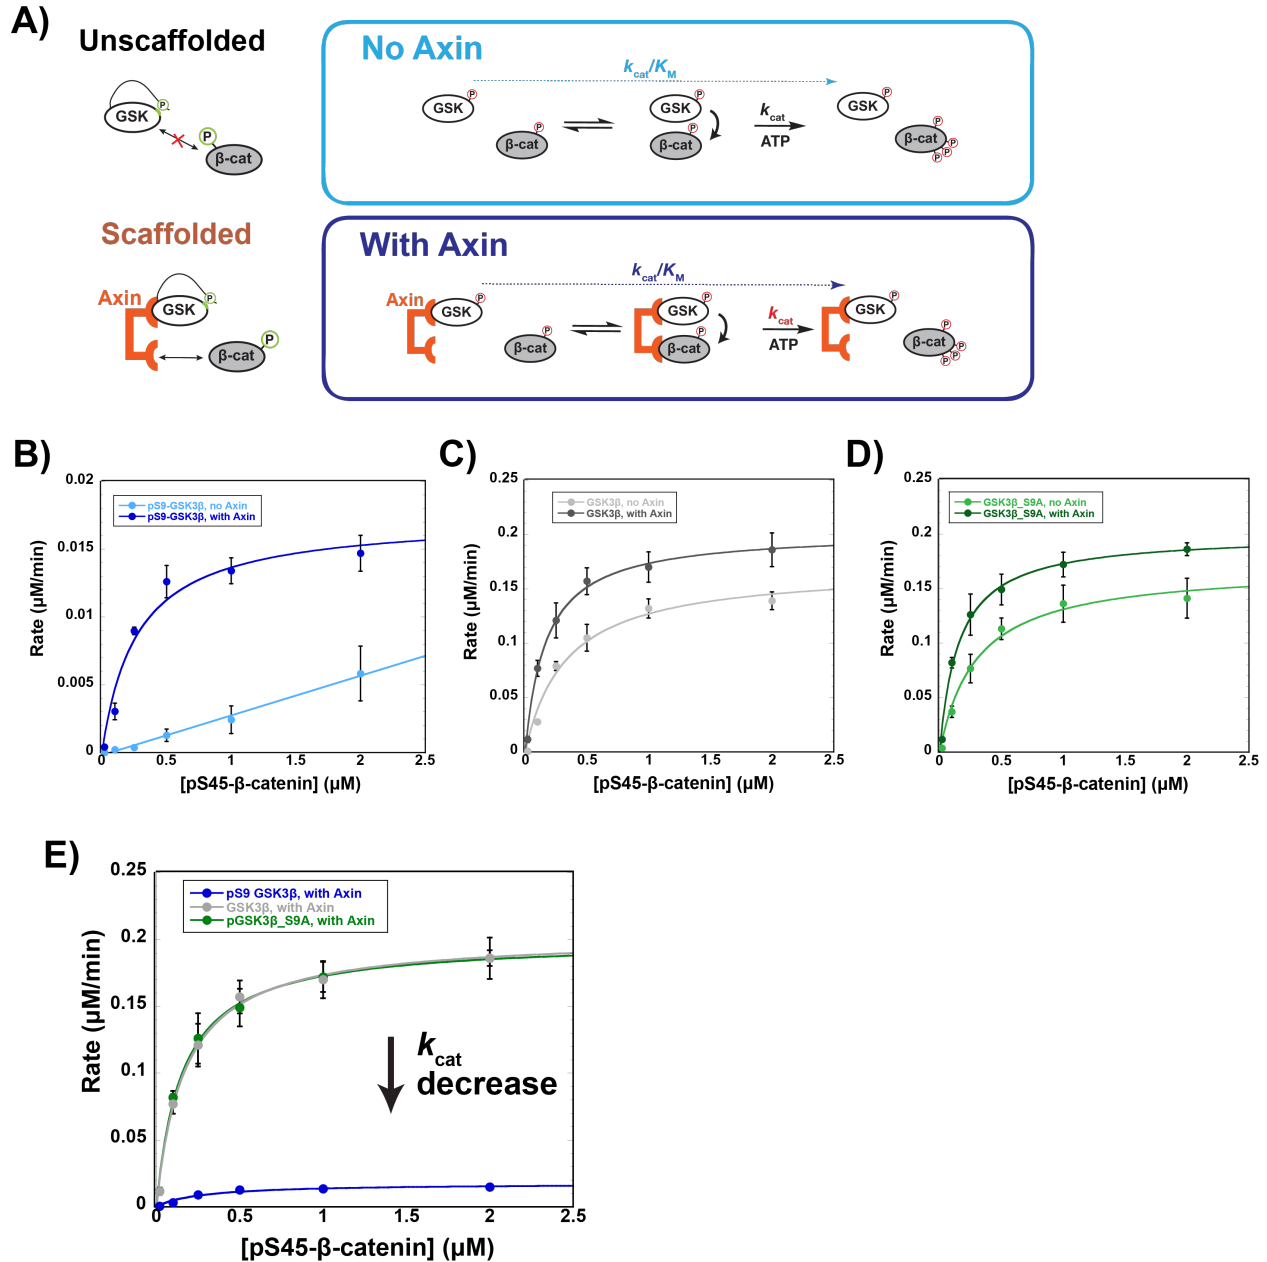 A)
Unscaffolded
GSK
P
P
β-cat
No Axin
kcat/KM
GSK
P
β-cat
P
GSK
P
β-cat
P
kcat
ATP
GSK
P
β-cat
P
P
P
P
Scaffolded
Axin
GSK
P
β-cat
P
With Axin
kcat/KM
Axin
GSK
P
β-cat
P
GSK
P
β-cat
kcat
ATP
GSK
P
β-cat
P
P
P
P
B)
0.02
0.015
0.01
0.005
0
Rate (μM/min)
pS9-GSK3β, no Axin
pS9-GSK3β, with Axin
0 0.5 1 1.5 2 2.5
[pS45-β-catenin] (μM)
C)
0.25
0.2
0.15
0.1
0.05
0
Rate (μM/min)
GSK3β, no Axin
GSK3β, with Axin
0 0.5 1 1.5 2 2.5
[pS45-β-catenin] (μM)
D)
0.25
0.2
0.15
0.1
0.05
0
Rate (μM/min)
GSK3β_S9A, no Axin
GSK3β_S9A, with Axin
0 0.5 1 1.5 2 2.5
[pS45-β-catenin] (μM)
E)
0.25
0.2
0.15
0.1
0.05
0
Rate (μM/min)
pS9 GSK3β, with Axin
GSK3β, with Axin
pGSK3β_S9A, with Axin
kcat
decrease
0 0.5 1 1.5 2 2.5
[pS45-β-catenin] (μM)